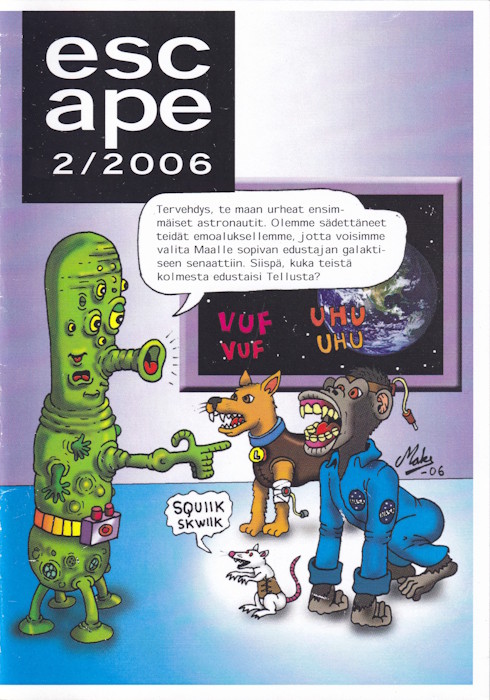 esc
ape
2/2006
Tervehdys, te maan urheat ensim-
mäiset astronautit. Olemme sädettäneet
teidät emoaluksellemme, jotta voisimme
valita Maalle sopivan edustajan galakti-
seen senaattiin. Siispä, kuka teistä
kolmesta edustaisi Tellusta?
VUF
VUF
UHU
UHU
L
SQUIIK
SKWIIK
Maks
-06